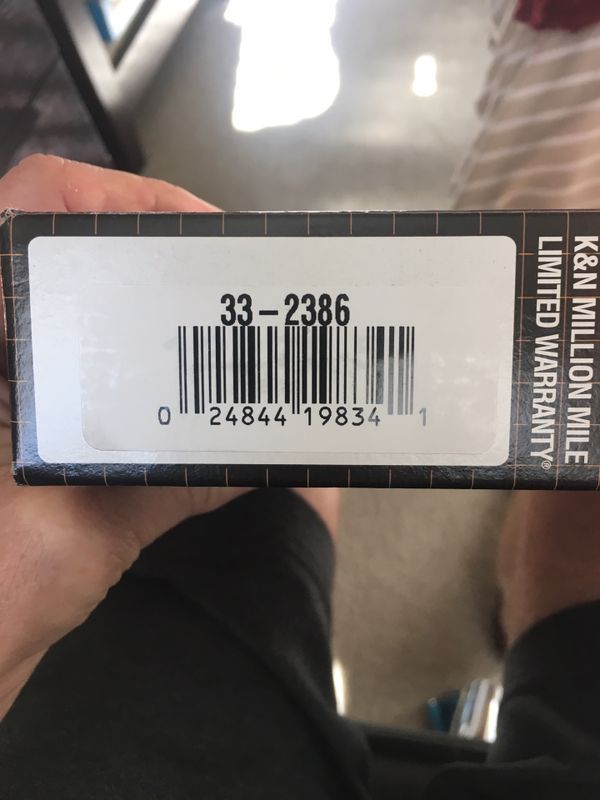 33-2386
0 24844 19834 1
K&N MILLION MILE
LIMITED WARRANTY®